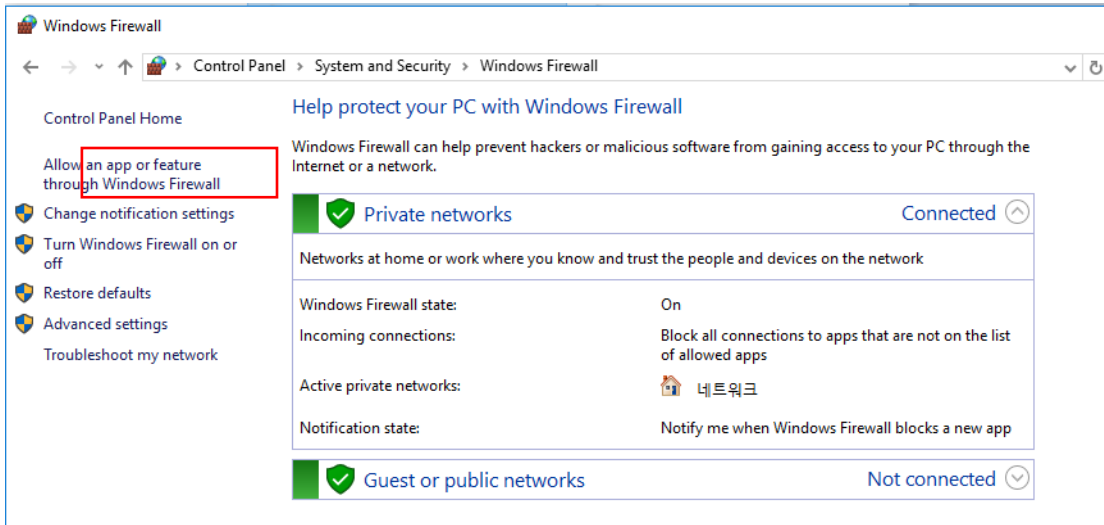 Windows Firewall
Control Panel > System and Security > Windows Firewall
Control Panel Home
Allow an app or feature
through Windows Firewall
Change notification settings
Turn Windows Firewall on or
off
Restore defaults
Advanced settings
Troubleshoot my network
Help protect your PC with Windows Firewall
Windows Firewall can help prevent hackers or malicious software from gaining access to your PC through the
Internet or a network.
Private networks Connected
Networks at home or work where you know and trust the people and devices on the network
Windows Firewall state: On
Incoming connections: Block all connections to apps that are not on the list
of allowed apps
Active private networks: 네트워크
Notification state: Notify me when Windows Firewall blocks a new app
Guest or public networks Not connected